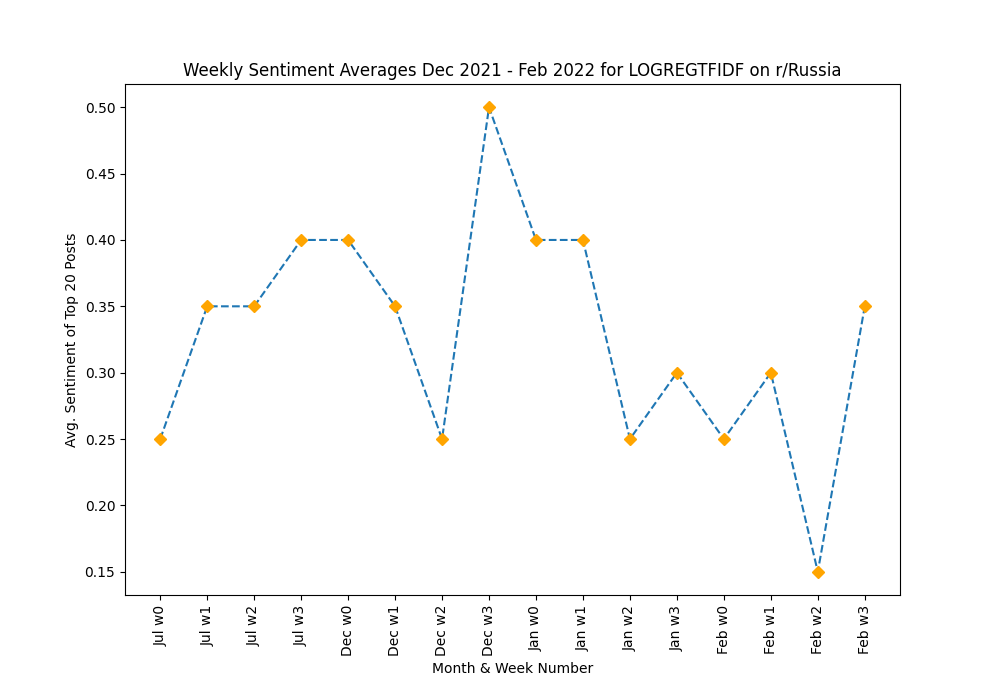 Weekly Sentiment Averages Dec 2021 - Feb 2022 for LOGREGTFIDF on r/Russia
Avg. Sentiment of Top 20 Posts
0.50
0.45
0.40
0.35
0.30
0.25
0.20
0.15
Jul w0
Jul w1
Jul w2
Jul w3
Dec w0
Dec w1
Dec w2
Dec w3
Jan w0
Jan w1
Jan w2
Jan w3
Feb w0
Feb w1
Feb w2
Feb w3
Month & Week Number